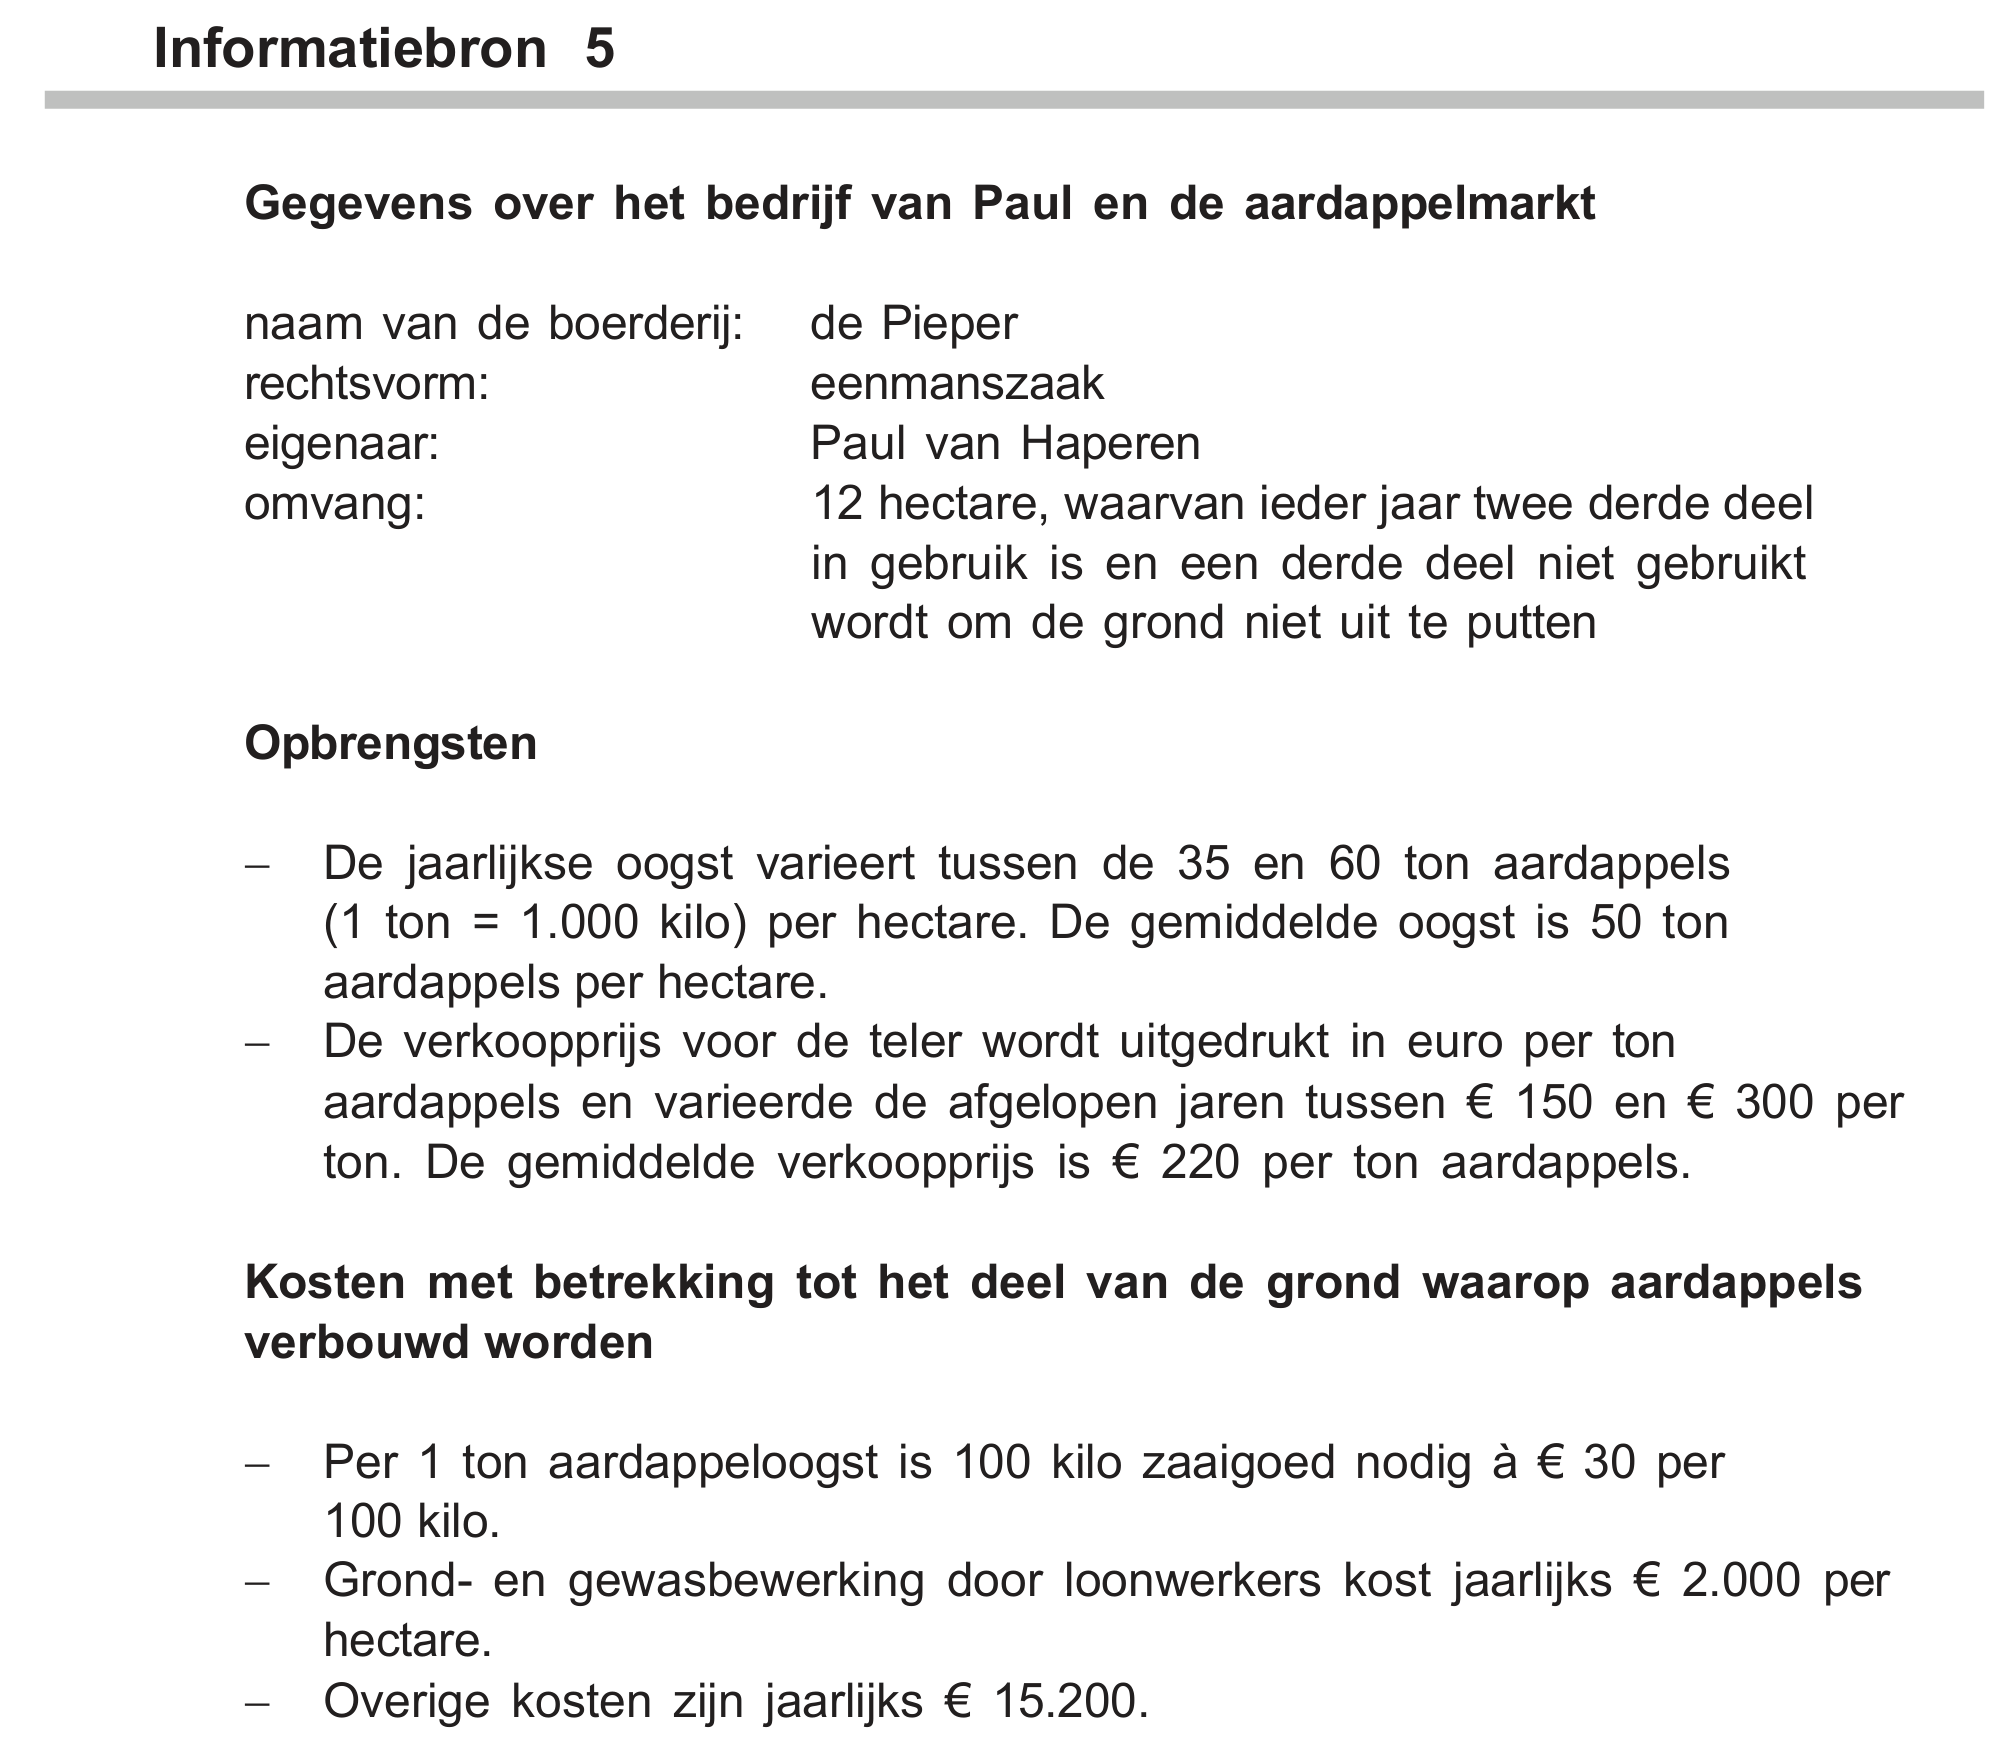 Informatiebron 5
Gegevens over het bedrijf van Paul en de aardappelmarkt
naam van de boerderij: de Pieper
rechtsvorm: eenmanszaak
eigenaar: Paul van Haperen
omvang: 12 hectare, waarvan ieder jaar twee derde deel
in gebruik is en een derde deel niet gebruikt
wordt om de grond niet uit te putten
Opbrengsten
– De jaarlijkse oogst varieert tussen de 35 en 60 ton aardappels
(1 ton = 1.000 kilo) per hectare. De gemiddelde oogst is 50 ton
aardappels per hectare.
– De verkoopprijs voor de teler wordt uitgedrukt in euro per ton
aardappels en varieerde de afgelopen jaren tussen € 150 en € 300 per
ton. De gemiddelde verkoopprijs is € 220 per ton aardappels.
Kosten met betrekking tot het deel van de grond waarop aardappels
verbouwd worden
– Per 1 ton aardappeloogst is 100 kilo zaaigoed nodig à € 30 per
100 kilo.
– Grond- en gewasbewerking door loonwerkers kost jaarlijks € 2.000 per
hectare.
– Overige kosten zijn jaarlijks € 15.200.